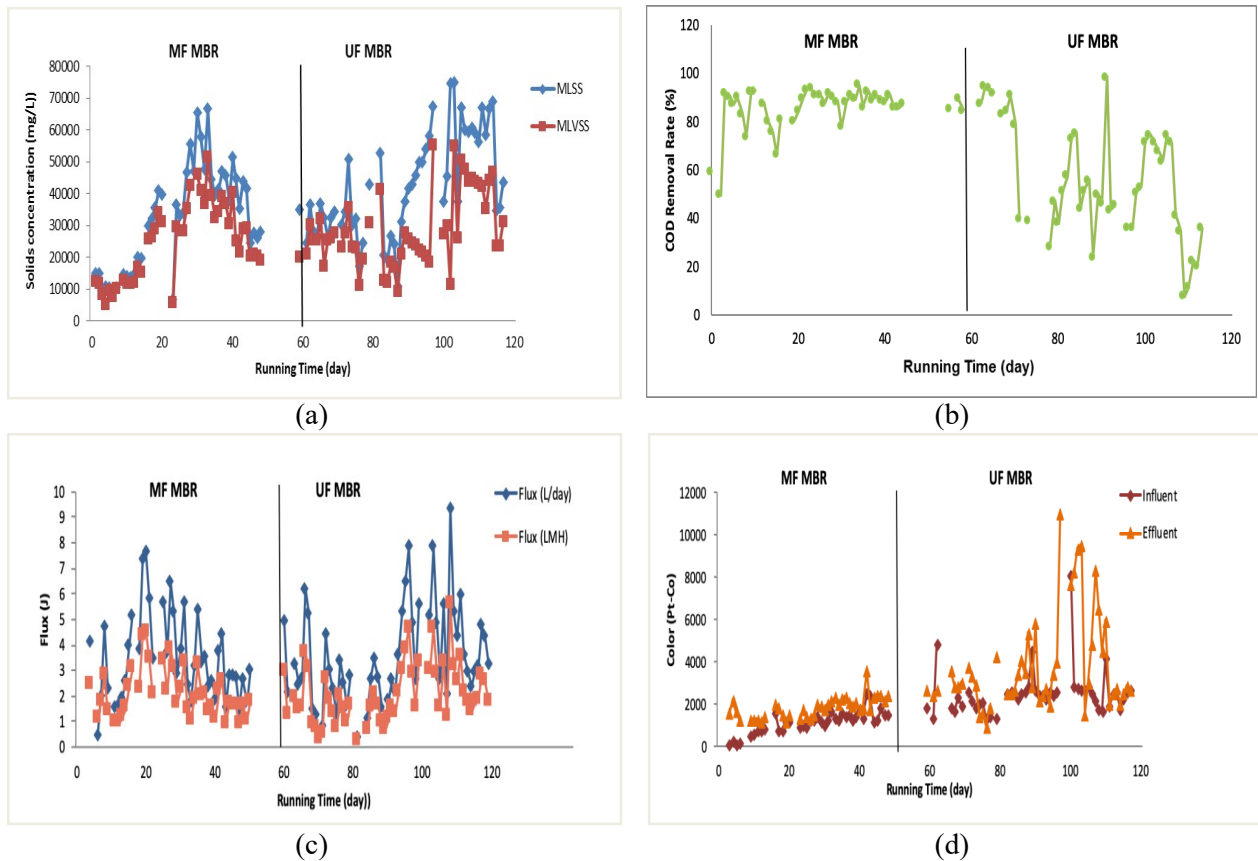 MF MBR
UF MBR
80000
70000
60000
50000
40000
30000
20000
10000
0
Solids concentration (mg/L))
MLSS
MLVSS
0 20 40 60 80 100 120
Running Time (day)
(a)
MF MBR
UF MBR
120
100
80
60
40
20
0
COD Removal Rate (%)
0 20 40 60 80 100 120
Running Time (day)
(b)
MF MBR
UF MBR
10
9
8
7
6
5
4
3
2
1
0
Flux (J)
Flux (L/day)
Flux (LMH)
0 20 40 60 80 100 120
Running Time (day))
(c)
MF MBR
UF MBR
12000
10000
8000
6000
4000
2000
0
Color (Pt-Co)
Influent
Effluent
0 20 40 60 80 100 120
Running Time (day)
(d)